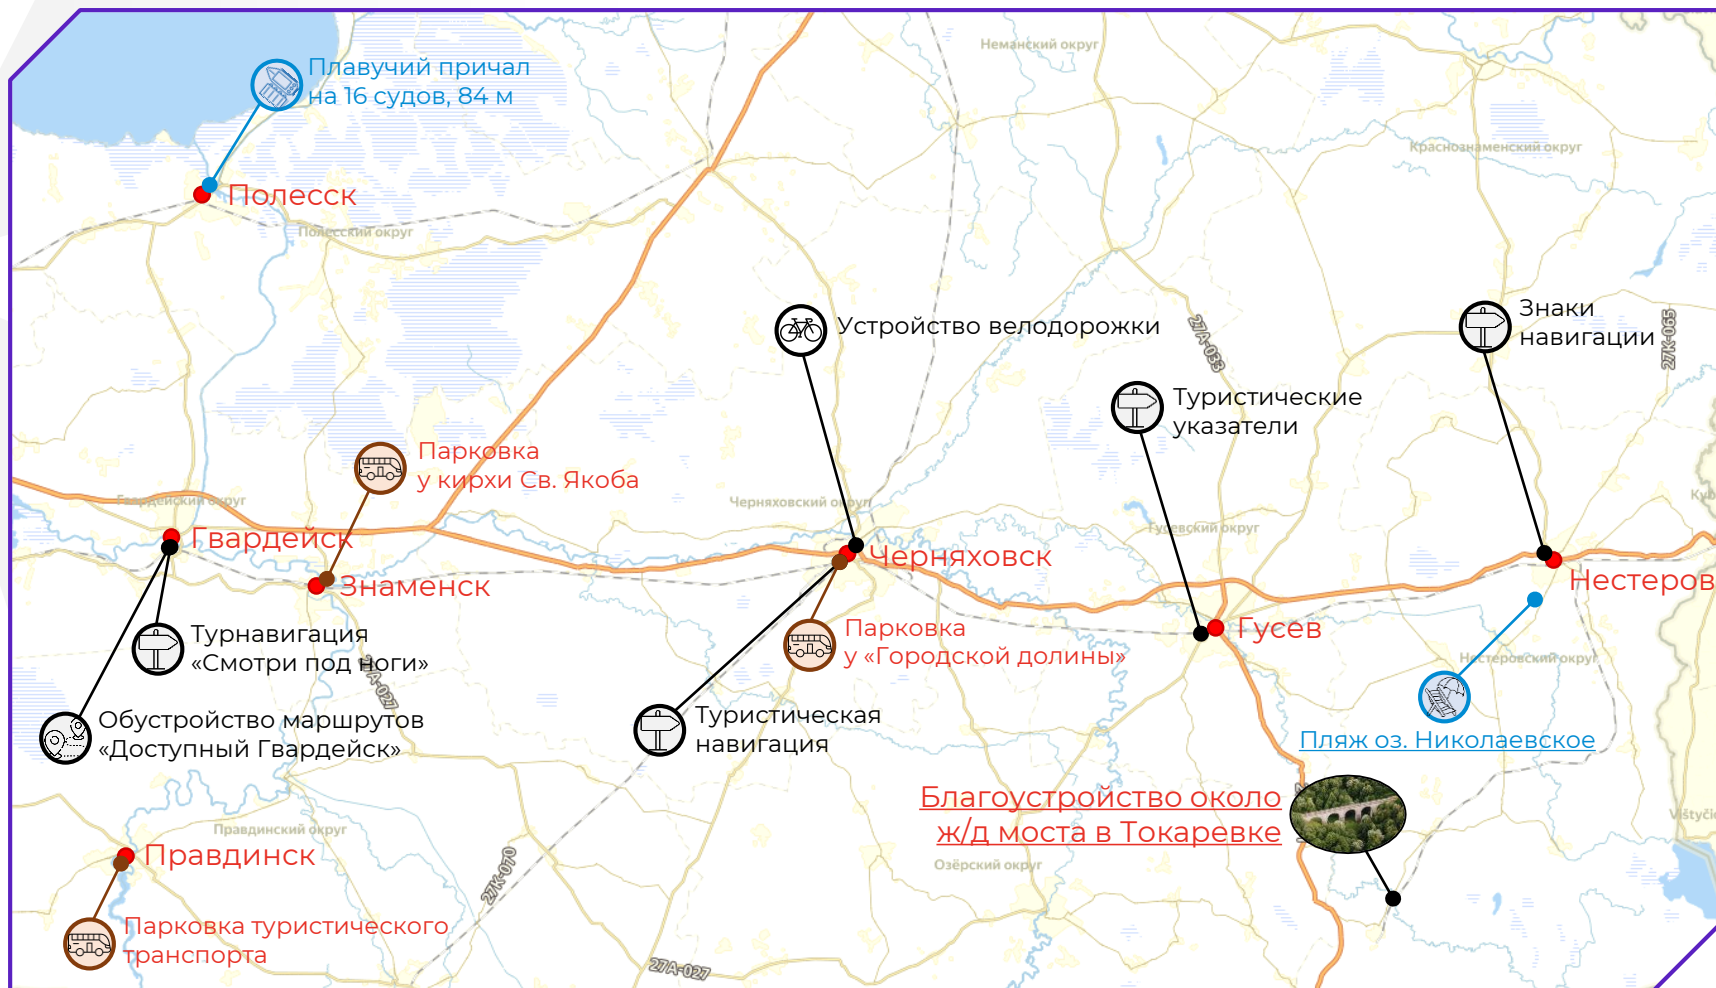 Неманский округ
Плавучий причал
на 16 судов, 84 м
Краснознаменский округ
Полесск
Полесский округ
Знаки
навигации
27К-065
Устройство велодорожки
27А-033
Туристические
указатели
Парковка
у кирхи Св. Якоба
Гвардейский округ
Черняховский округ
Гусевский округ
Гвардейск
Черняховск
Знаменск
Нестеров
Гусев
Турнавигация
«Смотри под ноги»
Парковка
у «Городской долины»
Нестеровский округ
27А-027
Обустройство маршрутов
«Доступный Гвардейск»
Туристическая
навигация
Пляж оз. Николаевское
Благоустройство около
ж/д моста в Токаревке
Правдинский округ
Правдинск
Озёрский округ
27К-070
Парковка туристического
транспорта
27А-027